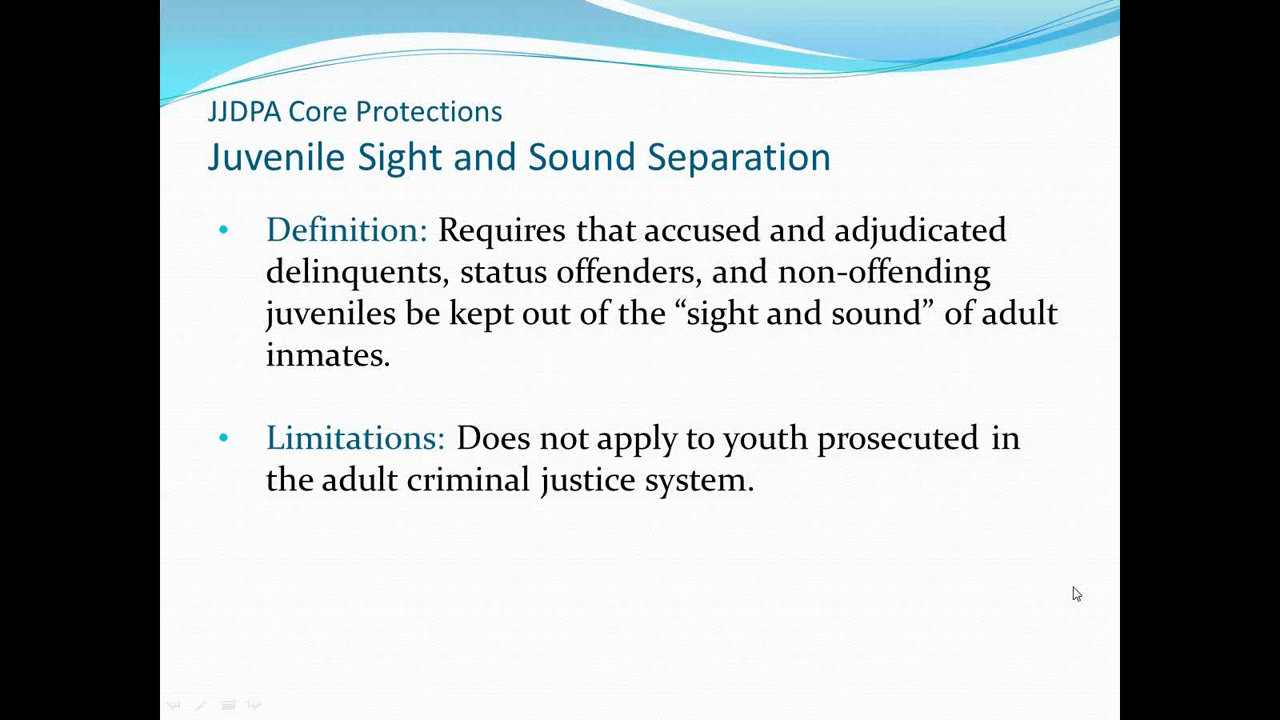 JJDPA Core Protections
Juvenile Sight and Sound Separation
• Definition: Requires that accused and adjudicated
delinquents, status offenders, and non-offending
juveniles be kept out of the “sight and sound” of adult
inmates.
• Limitations: Does not apply to youth prosecuted in
the adult criminal justice system.